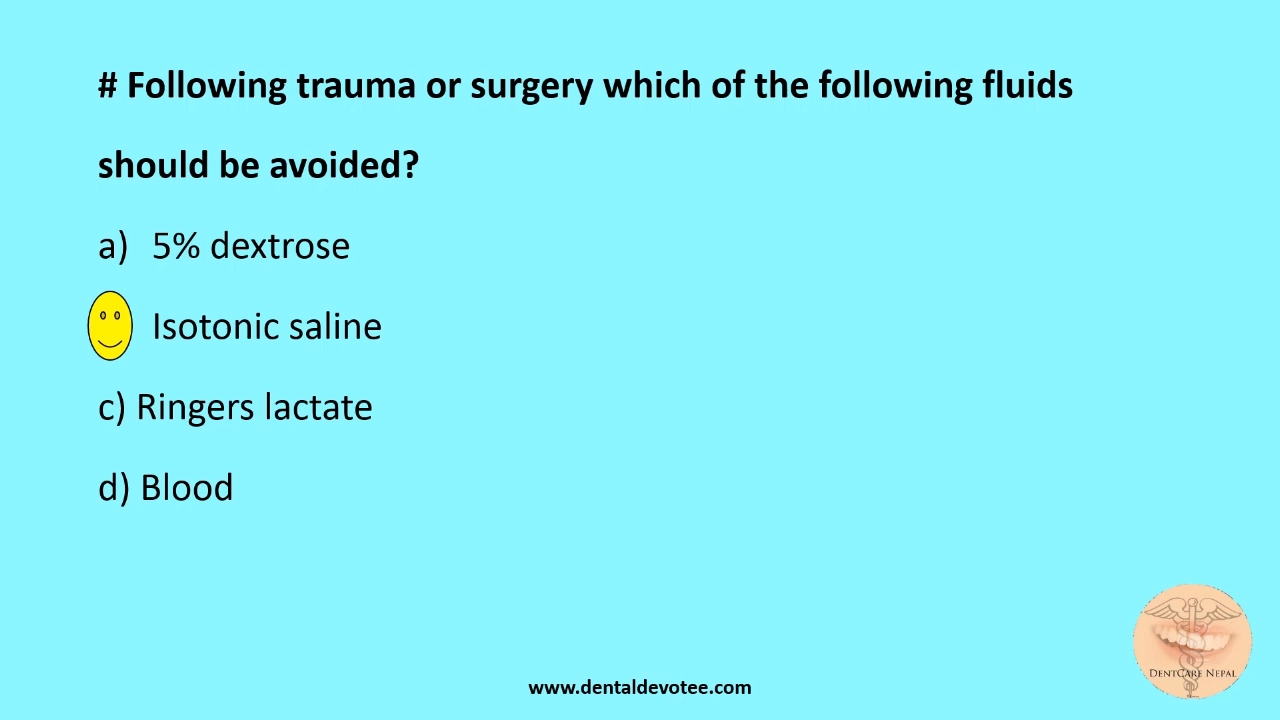 # Following trauma or surgery which of the following fluids
should be avoided?
a) 5% dextrose
Isotonic saline
c) Ringers lactate
d) Blood
DentCare Nepal
www.dentaldevotee.com